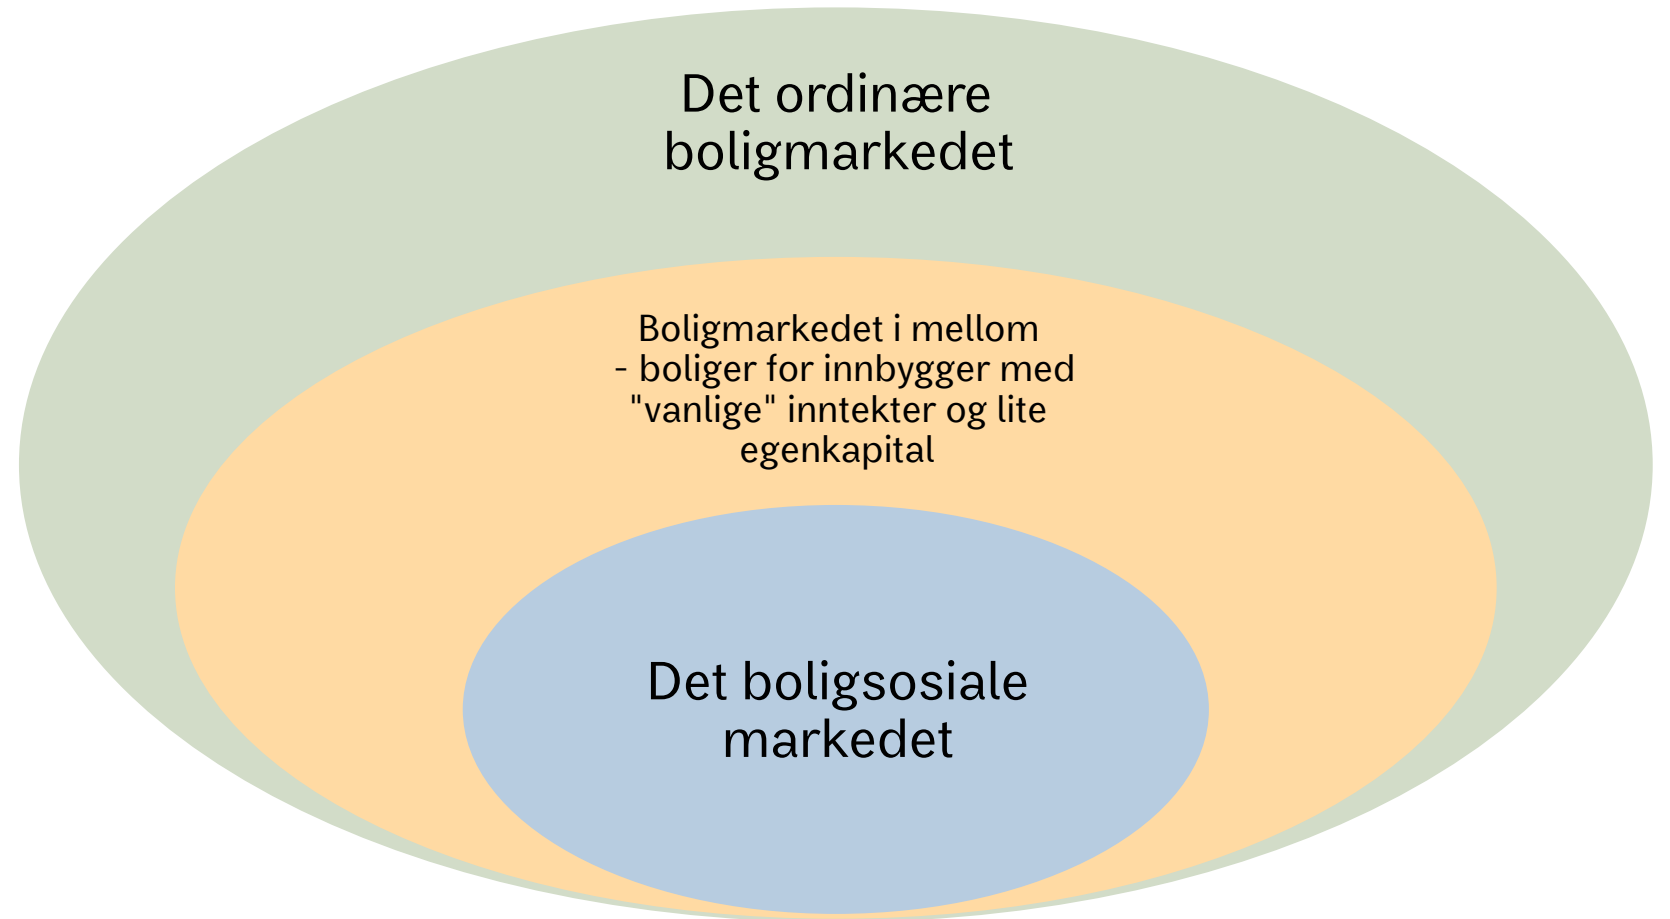 Det ordinære
boligmarkedet
Boligmarkedet i mellom
- boliger for innbygger med
"vanlige" inntekter og lite
egenkapital
Det boligsosiale
markedet